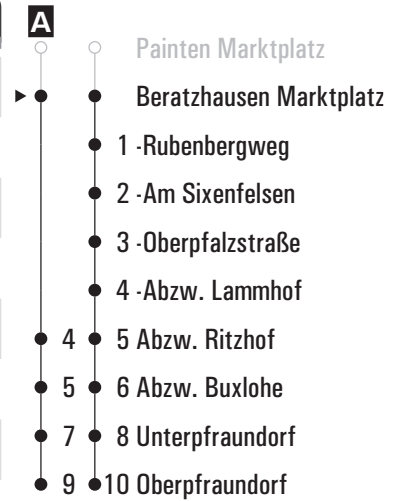 A
Painten Marktplatz
Beratzhausen Marktplatz
1 -Rubenbergweg
2 -Am Sixenfelsen
3 -Oberpfalzstraße
4 -Abzw. Lammhof
4 5 Abzw. Ritzhof
5 6 Abzw. Buxlohe
7 8 Unterpfraundorf
9 10 Oberpfraundorf